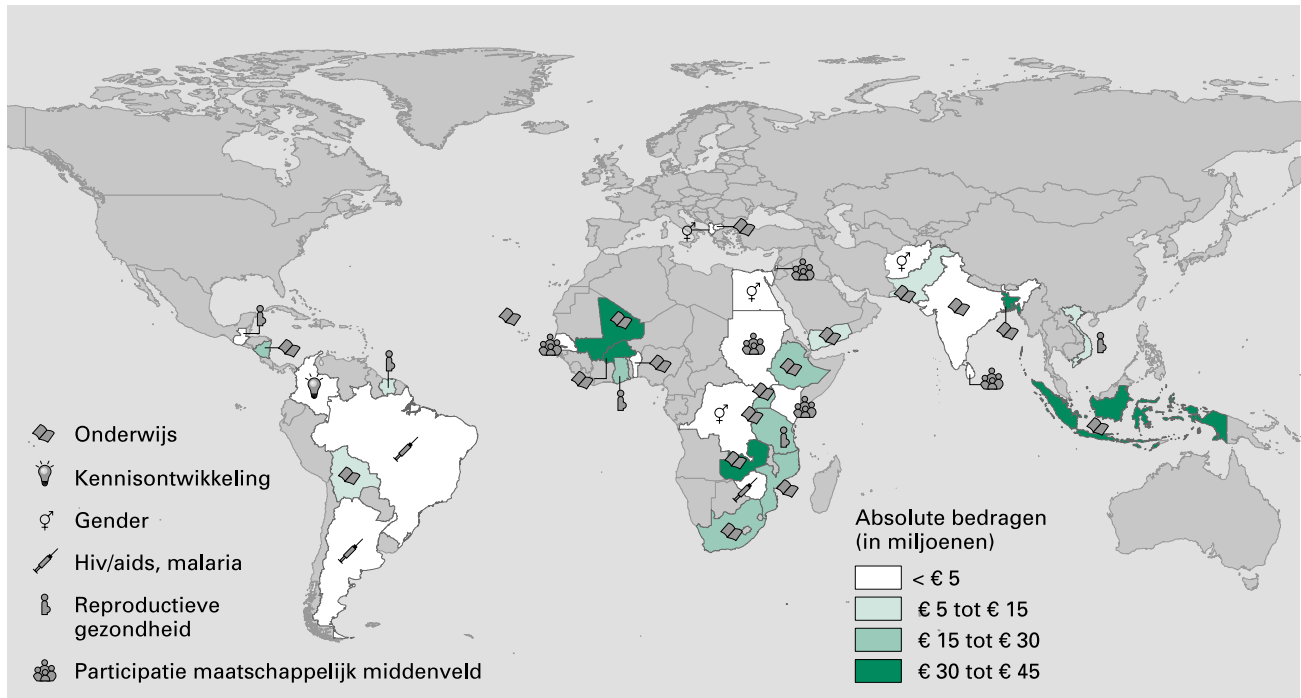 Onderwijs
Kennisontwikkeling
Gender
Hiv/aids, malaria
Reproductieve
gezondheid
Participatie maatschappelijk middenveld
Absolute bedragen
(in miljoenen)
< € 5
€ 5 tot € 15
€ 15 tot € 30
€ 30 tot € 45